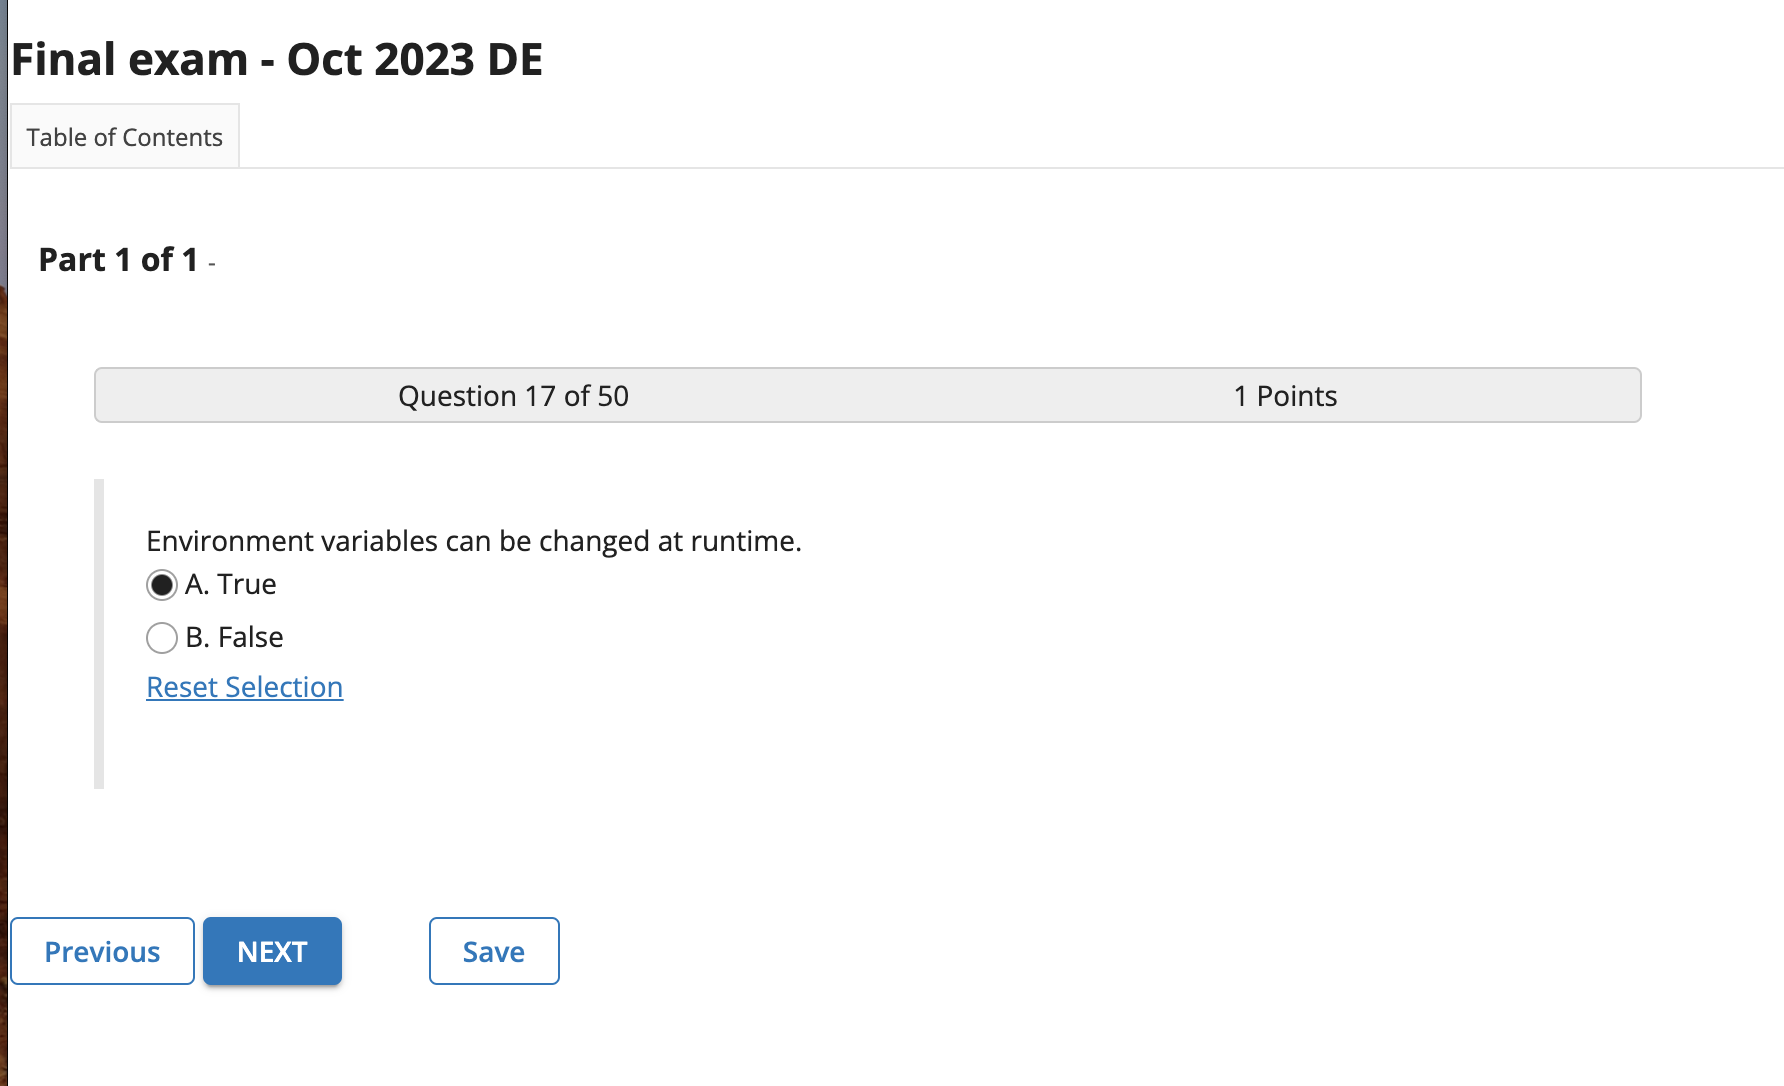 Final exam - Oct 2023 DE
Table of Contents
Part 1 of 1 -
Question 17 of 50 1 Points
Environment variables can be changed at runtime.
A. True
B. False
Reset Selection
Previous NEXT Save